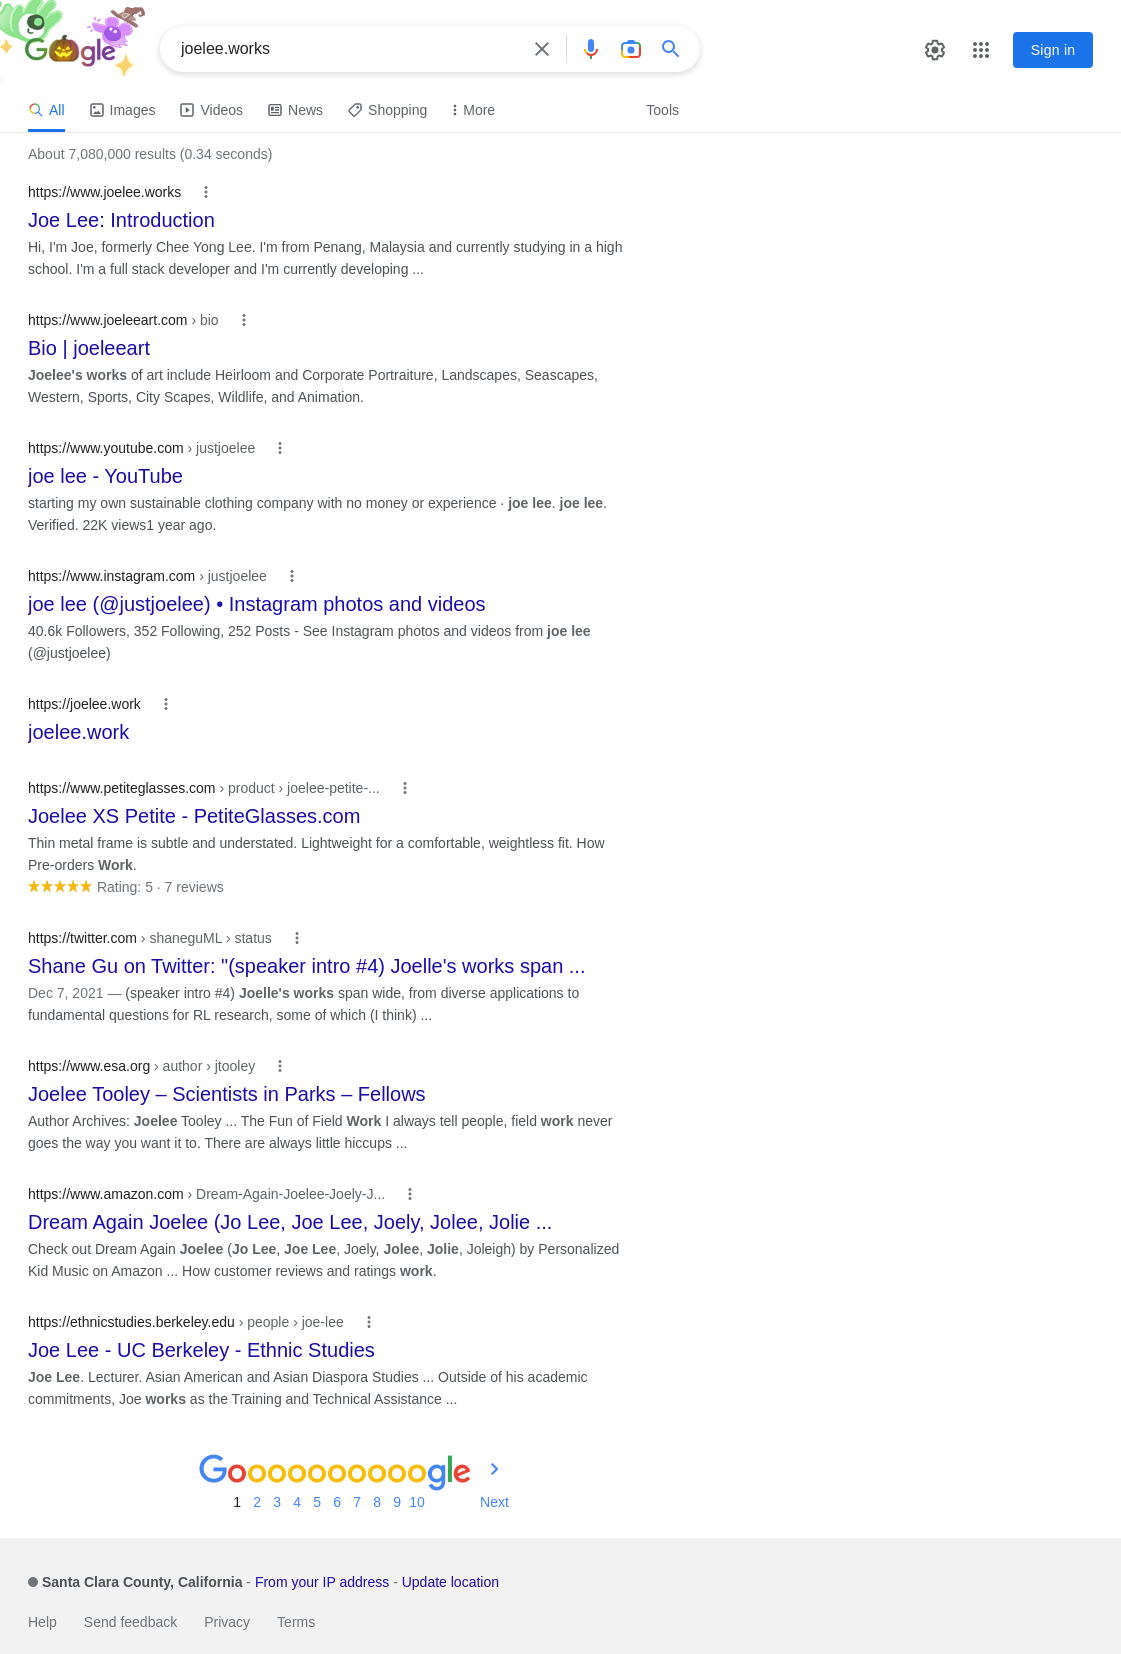 Google
joelee.works
Sign in
All Images Videos News Shopping More Tools
About 7,080,000 results (0.34 seconds)
https://www.joelee.works
Joe Lee: Introduction
Hi, I'm Joe, formerly Chee Yong Lee. I'm from Penang, Malaysia and currently studying in a high
school. I'm a full stack developer and I'm currently developing ...
https://www.joeleeart.com › bio
Bio | joeleeart
Joelee's works of art include Heirloom and Corporate Portraiture, Landscapes, Seascapes,
Western, Sports, City Scapes, Wildlife, and Animation.
https://www.youtube.com › justjoelee
joe lee - YouTube
starting my own sustainable clothing company with no money or experience · joe lee. joe lee.
Verified. 22K views1 year ago.
https://www.instagram.com › justjoelee
joe lee (@justjoelee) • Instagram photos and videos
40.6k Followers, 352 Following, 252 Posts - See Instagram photos and videos from joe lee
(@justjoelee)
https://joelee.work
joelee.work
https://www.petiteglasses.com › product › joelee-petite-...
Joelee XS Petite - PetiteGlasses.com
Thin metal frame is subtle and understated. Lightweight for a comfortable, weightless fit. How
Pre-orders Work.
Rating: 5 · 7 reviews
https://twitter.com › shaneguML › status
Shane Gu on Twitter: "(speaker intro #4) Joelle's works span ...
Dec 7, 2021 — (speaker intro #4) Joelle's works span wide, from diverse applications to
fundamental questions for RL research, some of which (I think) ...
https://www.esa.org › author › jtooley
Joelee Tooley – Scientists in Parks – Fellows
Author Archives: Joelee Tooley ... The Fun of Field Work I always tell people, field work never
goes the way you want it to. There are always little hiccups ...
https://www.amazon.com › Dream-Again-Joelee-Joely-J...
Dream Again Joelee (Jo Lee, Joe Lee, Joely, Jolee, Jolie ...
Check out Dream Again Joelee (Jo Lee, Joe Lee, Joely, Jolee, Jolie, Joleigh) by Personalized
Kid Music on Amazon ... How customer reviews and ratings work.
https://ethnicstudies.berkeley.edu › people › joe-lee
Joe Lee - UC Berkeley - Ethnic Studies
Joe Lee. Lecturer. Asian American and Asian Diaspora Studies ... Outside of his academic
commitments, Joe works as the Training and Technical Assistance ...
Goooooooooogle
1 2 3 4 5 6 7 8 9 10 Next
Santa Clara County, California - From your IP address - Update location
Help Send feedback Privacy Terms